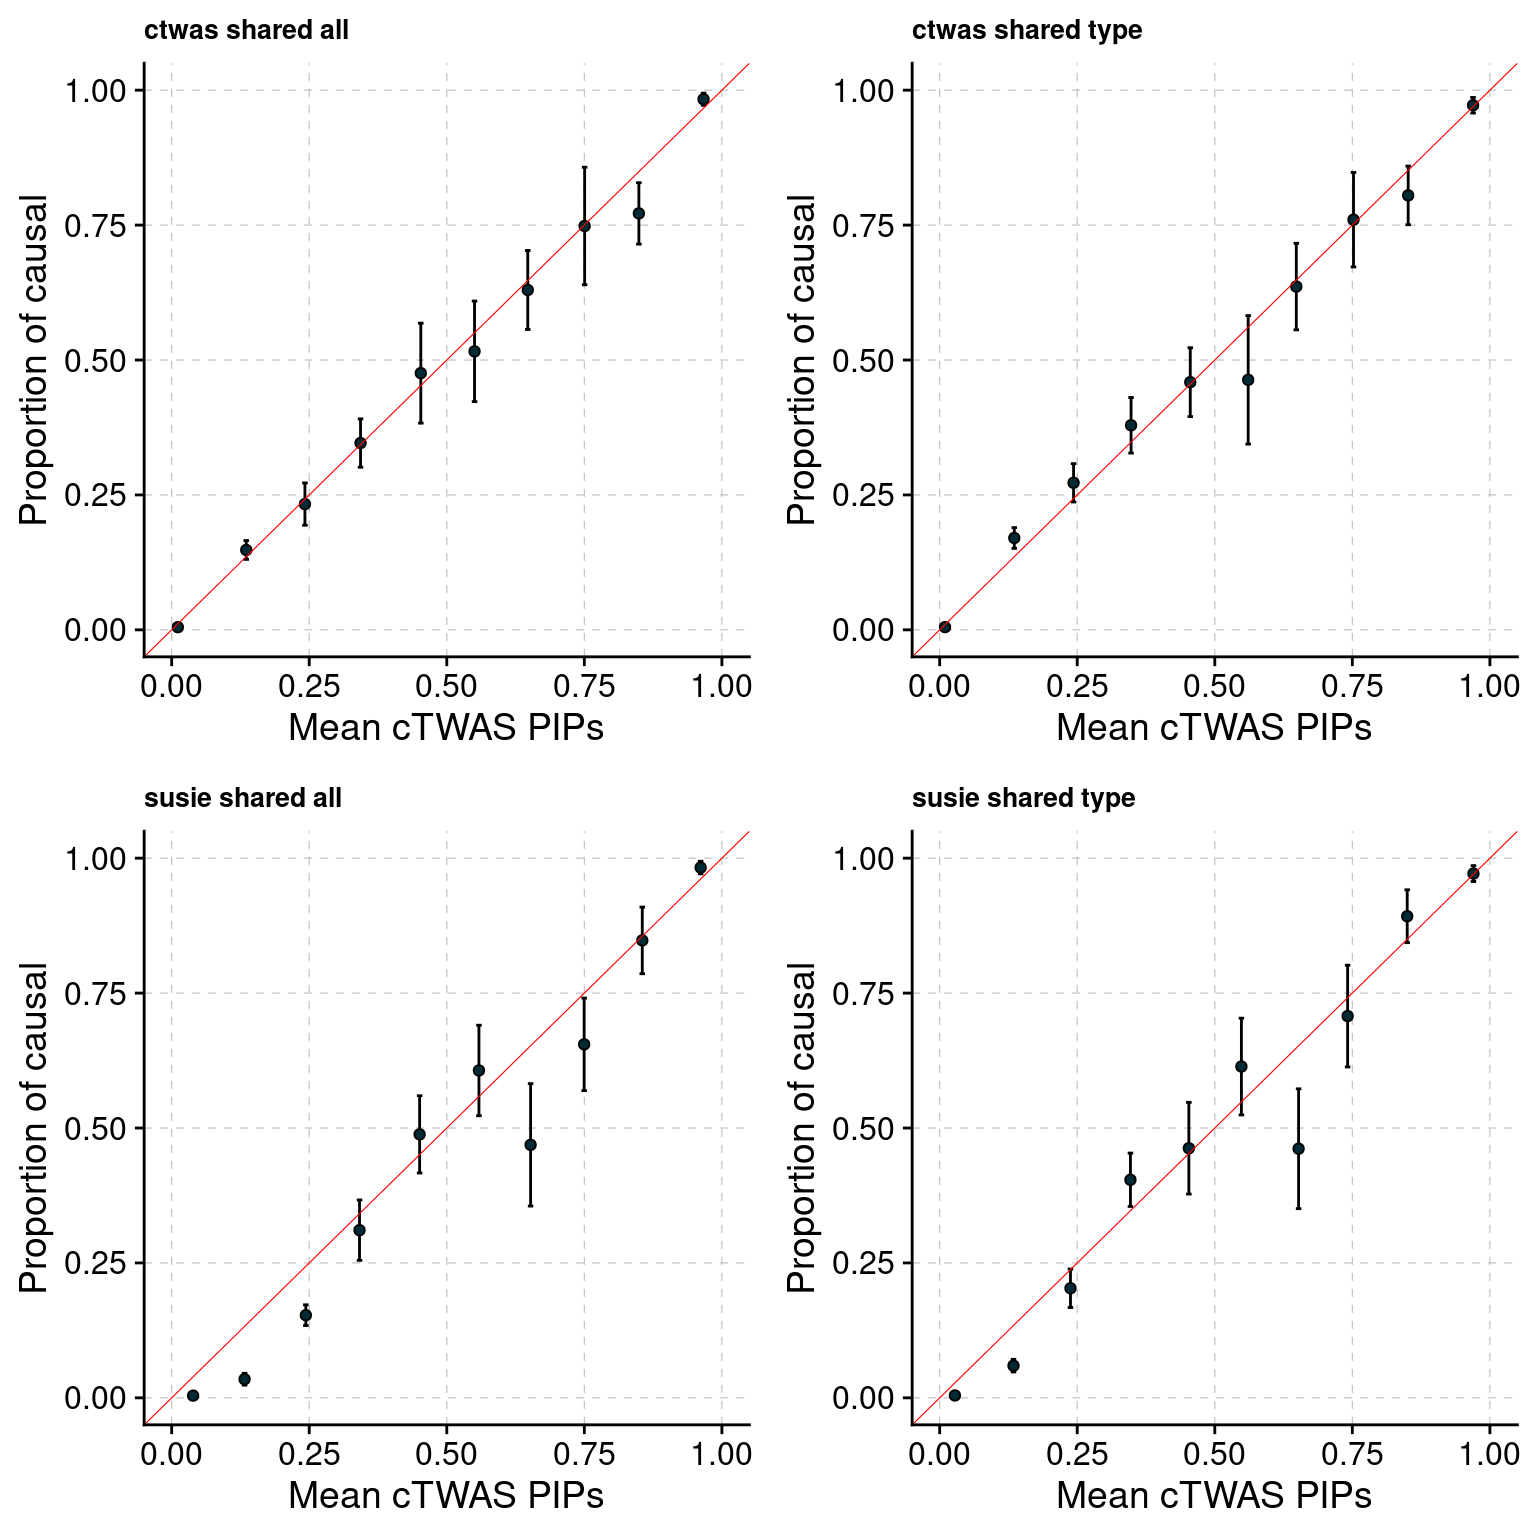 ctwas shared all
1.00
0.75
0.50
0.25
0.00
Proportion of causal
0.00 0.25 0.50 0.75 1.00
Mean cTWAS PIPs
ctwas shared type
1.00
0.75
0.50
0.25
0.00
Proportion of causal
0.00 0.25 0.50 0.75 1.00
Mean cTWAS PIPs
susie shared all
1.00
0.75
0.50
0.25
0.00
Proportion of causal
0.00 0.25 0.50 0.75 1.00
Mean cTWAS PIPs
susie shared type
1.00
0.75
0.50
0.25
0.00
Proportion of causal
0.00 0.25 0.50 0.75 1.00
Mean cTWAS PIPs